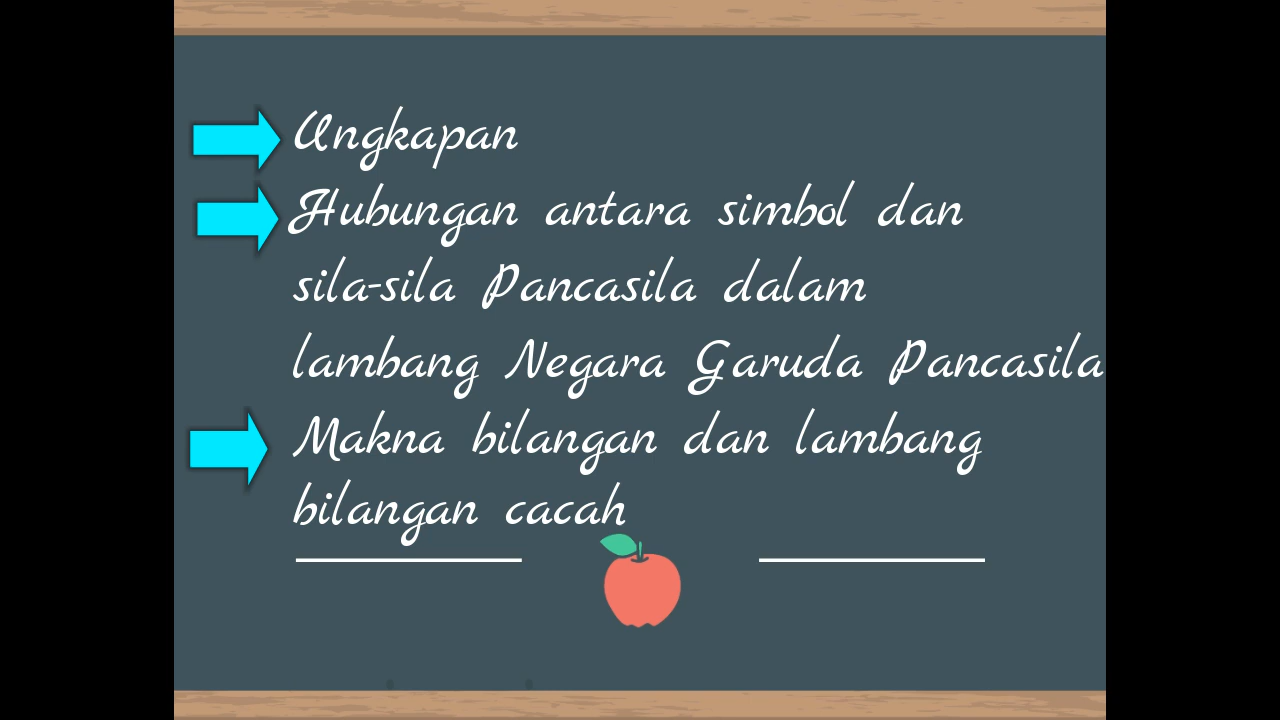 Ungkapan
Hubungan antara simbol dan
sila-sila Pancasila dalam
lambang Negara Garuda Pancasila
Makna bilangan dan lambang
bilangan cacah